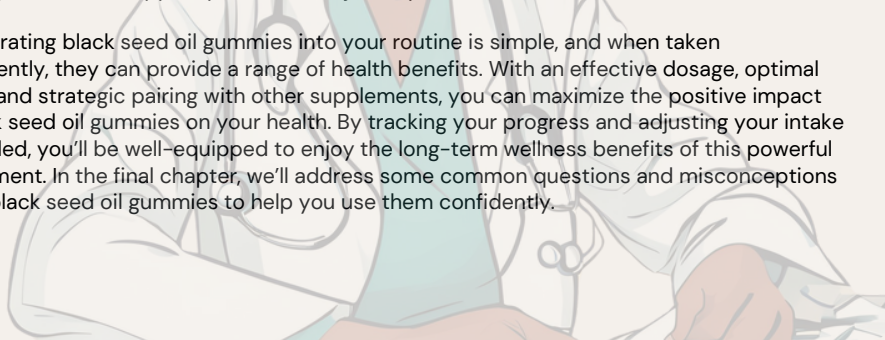 rating black seed oil gummies into your routine is simple, and when taken
ently, they can provide a range of health benefits. With an effective dosage, optimal
and strategic pairing with other supplements, you can maximize the positive impact
seed oil gummies on your health. By tracking your progress and adjusting your intake
led, you’ll be well-equipped to enjoy the long-term wellness benefits of this powerful
ment. In the final chapter, we’ll address some common questions and misconceptions
black seed oil gummies to help you use them confidently.